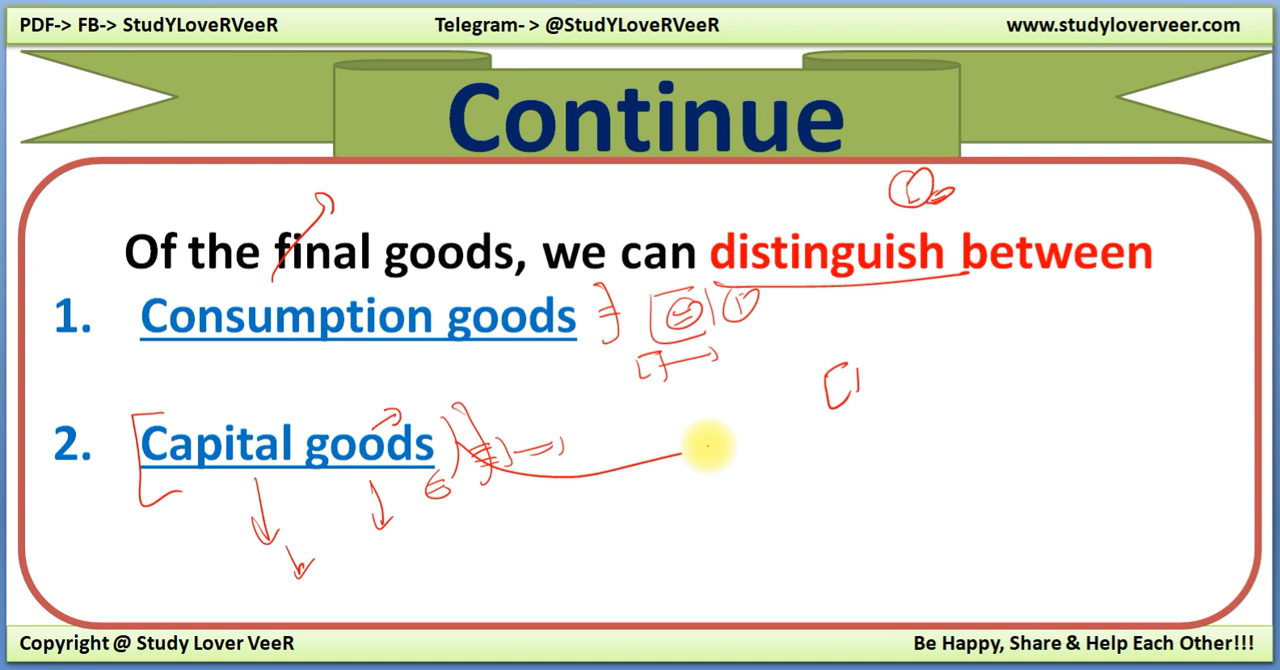 PDF-> FB-> StudYLoveRVeeR Telegram- > @StudYLoveRVeeR www.studyloverveer.com
Continue
Of the final goods, we can distinguish between
1. Consumption goods
2. Capital goods
Copyright @ Study Lover VeeR Be Happy, Share & Help Each Other!!!